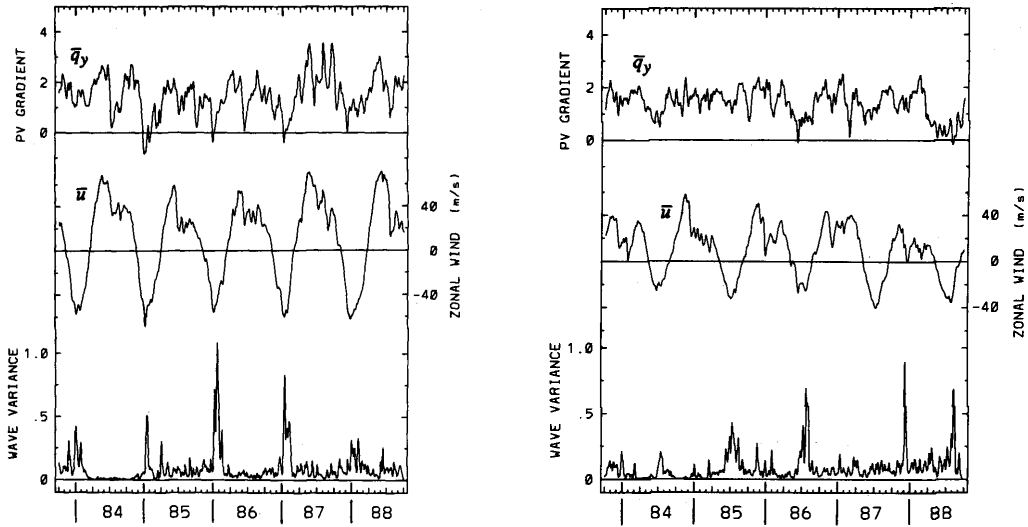 PV GRADIENT
4
2
0
q̄y
ū
40
0
-40
ZONAL WIND (m/s)
WAVE VARIANCE
1.0
.5
0
84 85 86 87 88
PV GRADIENT
4
2
0
q̄y
ū
40
0
-40
ZONAL WIND (m/s)
WAVE VARIANCE
1.0
.5
0
84 85 86 87 88